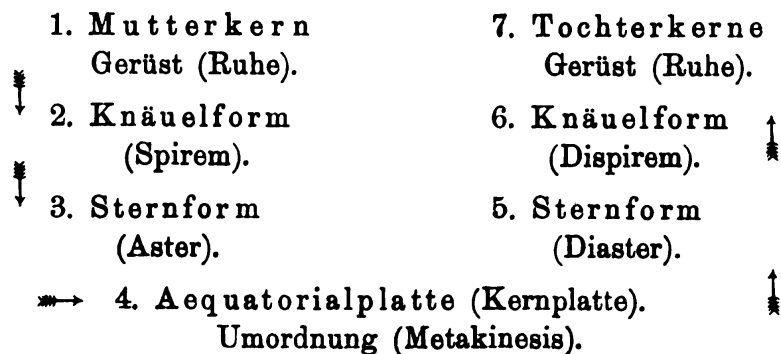 1. Mutterkern
Gerüst (Ruhe).
2. Knäuelform
(Spirem).
3. Sternform
(Aster).
7. Tochterkerne
Gerüst (Ruhe).
6. Knäuelform
(Dispirem).
5. Sternform
(Diaster).
4. Aequatorialplatte (Kernplatte).
Umordnung (Metakinesis).